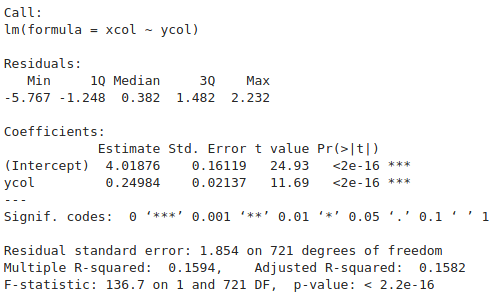 Call:
lm(formula = xcol ~ ycol)
Residuals:
Min 1Q Median 3Q Max
-5.767 -1.248 0.382 1.482 2.232
Coefficients:
Estimate Std. Error t value Pr(>|t|)
(Intercept) 4.01876 0.16119 24.93 <2e-16 ***
ycol 0.24984 0.02137 11.69 <2e-16 ***
---
Signif. codes: 0 ‘***’ 0.001 ‘**’ 0.01 ‘*’ 0.05 ‘.’ 0.1 ‘ ’ 1
Residual standard error: 1.854 on 721 degrees of freedom
Multiple R-squared: 0.1594, Adjusted R-squared: 0.1582
F-statistic: 136.7 on 1 and 721 DF, p-value: < 2.2e-16